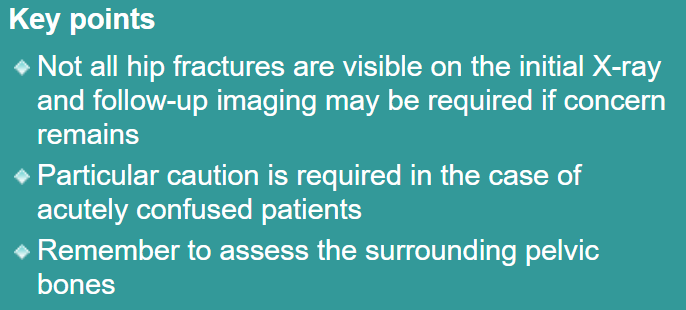 Key points
Not all hip fractures are visible on the initial X-ray
and follow-up imaging may be required if concern
remains
Particular caution is required in the case of
acutely confused patients
Remember to assess the surrounding pelvic
bones